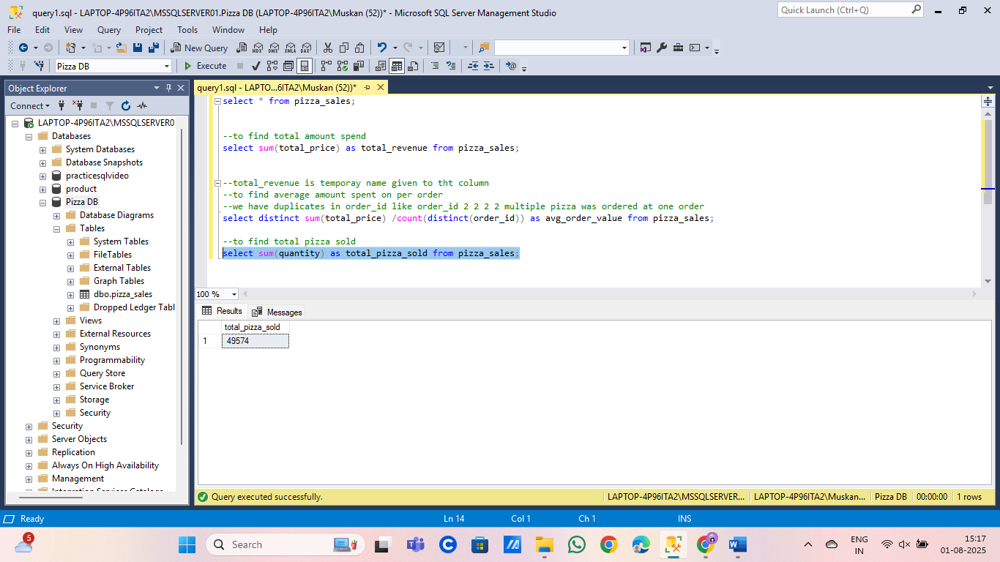 query1.sql - LAPTOP-4P96ITA2\MSSQLSERVER01.Pizza DB (LAPTOP-4P96ITA2\Muskan (52))* - Microsoft SQL Server Management Studio
Quick Launch (Ctrl+Q)
File Edit View Query Project Tools Window Help
New Query MDX DMX XMLA DAX
Pizza DB Execute
Object Explorer
Connect
LAPTOP-4P96ITA2\MSSQLSERVER0
Databases
System Databases
Database Snapshots
practicesqlvideo
product
Pizza DB
Database Diagrams
Tables
System Tables
FileTables
External Tables
Graph Tables
dbo.pizza_sales
Dropped Ledger Tabl
Views
External Resources
Synonyms
Programmability
Query Store
Service Broker
Storage
Security
Security
Server Objects
Replication
Always On High Availability
Management
query1.sql - LAPTO...6ITA2\Muskan (52))*
select * from pizza_sales;
--to find total amount spend
select sum(total_price) as total_revenue from pizza_sales;
--total_revenue is temporay name given to tht column
--to find average amount spent on per order
--we have duplicates in order_id like order_id 2 2 2 2 multiple pizza was ordered at one order
select distinct sum(total_price) /count(distinct(order_id)) as avg_order_value from pizza_sales;
--to find total pizza sold
select sum(quantity) as total_pizza_sold from pizza_sales;
100 %
Results Messages
total_pizza_sold
1 49574
Query executed successfully.
LAPTOP-4P96ITA2\MSSQLSERVER... LAPTOP-4P96ITA2\Muskan... Pizza DB 00:00:00 1 rows
Ready Ln 14 Col 1 Ch 1 INS
5
Search
ENG
IN
15:17
01-08-2025